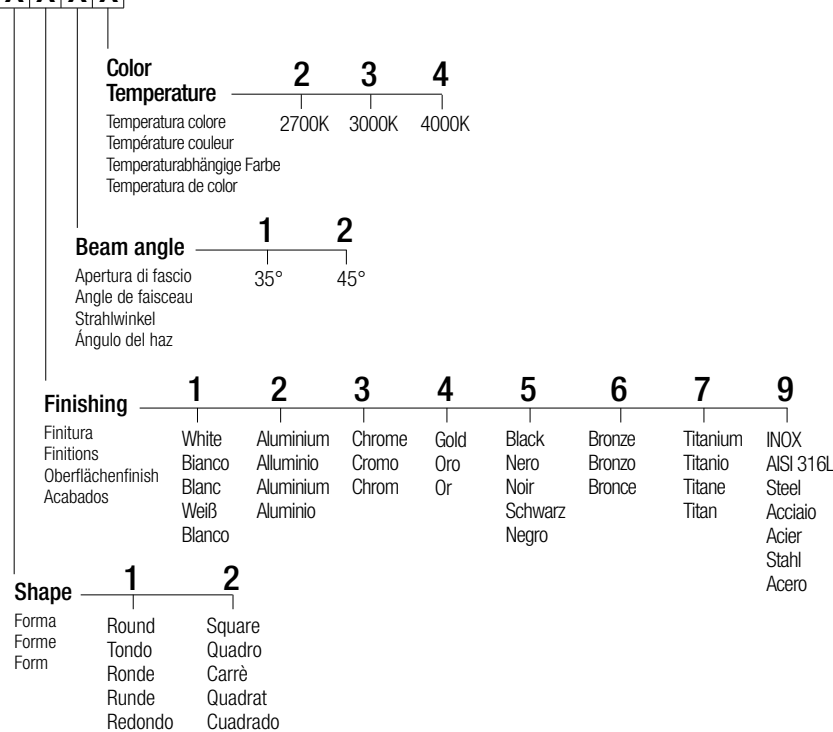 X X X X
Color
Temperature
2 3 4
Temperatura colore
Température couleur
Temperaturabhängige Farbe
Temperatura de color
2700K 3000K 4000K
Beam angle
1 2
Apertura di fascio
Angle de faisceau
Strahlwinkel
Ángulo del haz
35° 45°
Finishing
1 2 3 4 5 6 7 9
Finitura
Finitions
Oberflächenfinish
Acabados
White
Bianco
Blanc
Weiß
Blanco
Aluminium
Alluminio
Aluminium
Aluminio
Chrome
Cromo
Chrom
Gold
Oro
Or
Black
Nero
Noir
Schwarz
Negro
Bronze
Bronzo
Bronce
Titanium
Titanio
Titane
Titan
INOX
AISI 316L
Steel
Acciaio
Acier
Stahl
Acero
Shape
1 2
Forma
Forme
Form
Round
Tondo
Ronde
Runde
Redondo
Square
Quadro
Carrè
Quadrat
Cuadrado